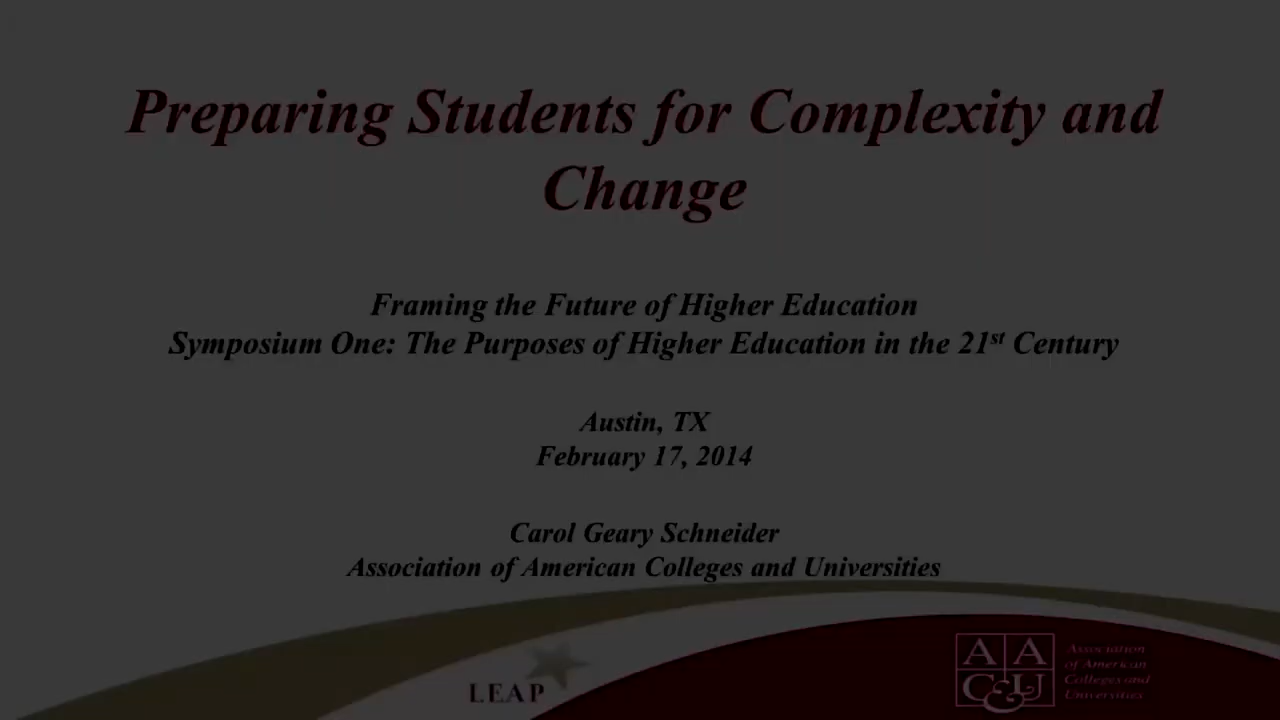 Preparing Students for Complexity and
Change
Framing the Future of Higher Education
Symposium One: The Purposes of Higher Education in the 21st Century
Austin, TX
February 17, 2014
Carol Geary Schneider
Association of American Colleges and Universities
LEAP
AAC&U
Association
of American
Colleges and
Universities